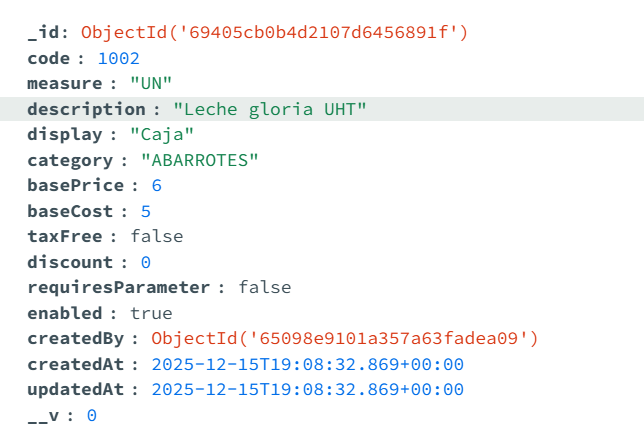 _id: ObjectId('69405cb0b4d2107d6456891f')
code : 1002
measure : "UN"
description : "Leche gloria UHT"
display : "Caja"
category : "ABARROTES"
basePrice : 6
baseCost : 5
taxFree : false
discount : 0
requiresParameter : false
enabled : true
createdBy : ObjectId('65098e9101a357a63fadea09')
createdAt : 2025-12-15T19:08:32.869+00:00
updatedAt : 2025-12-15T19:08:32.869+00:00
__v : 0